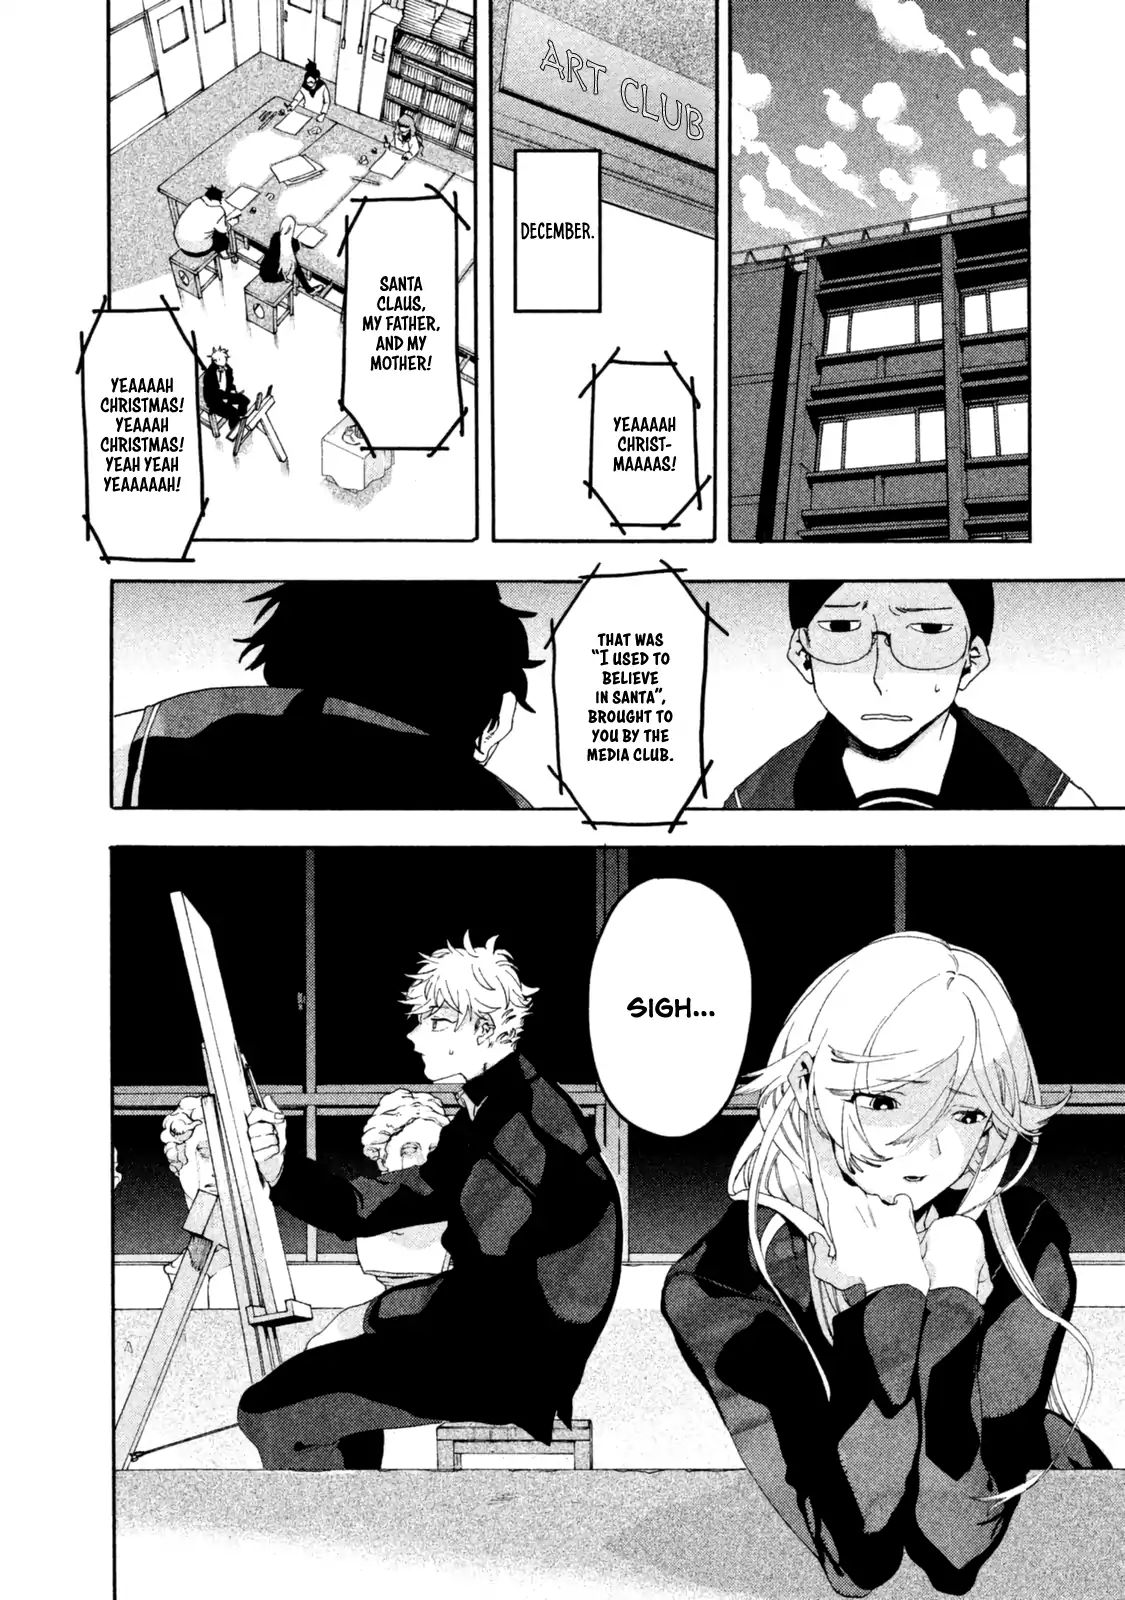 ART CLUB
DECEMBER.
YEAAAAH
CHRIST-
MAAAAS!
SANTA
CLAUS,
MY FATHER,
AND MY
MOTHER!
YEAAAAH
CHRISTMAS!
YEAAAH
CHRISTMAS!
YEAH YEAH
YEAAAAAH!
THAT WAS
"I USED TO
BELIEVE
IN SANTA",
BROUGHT TO
YOU BY THE
MEDIA CLUB.
SIGH...